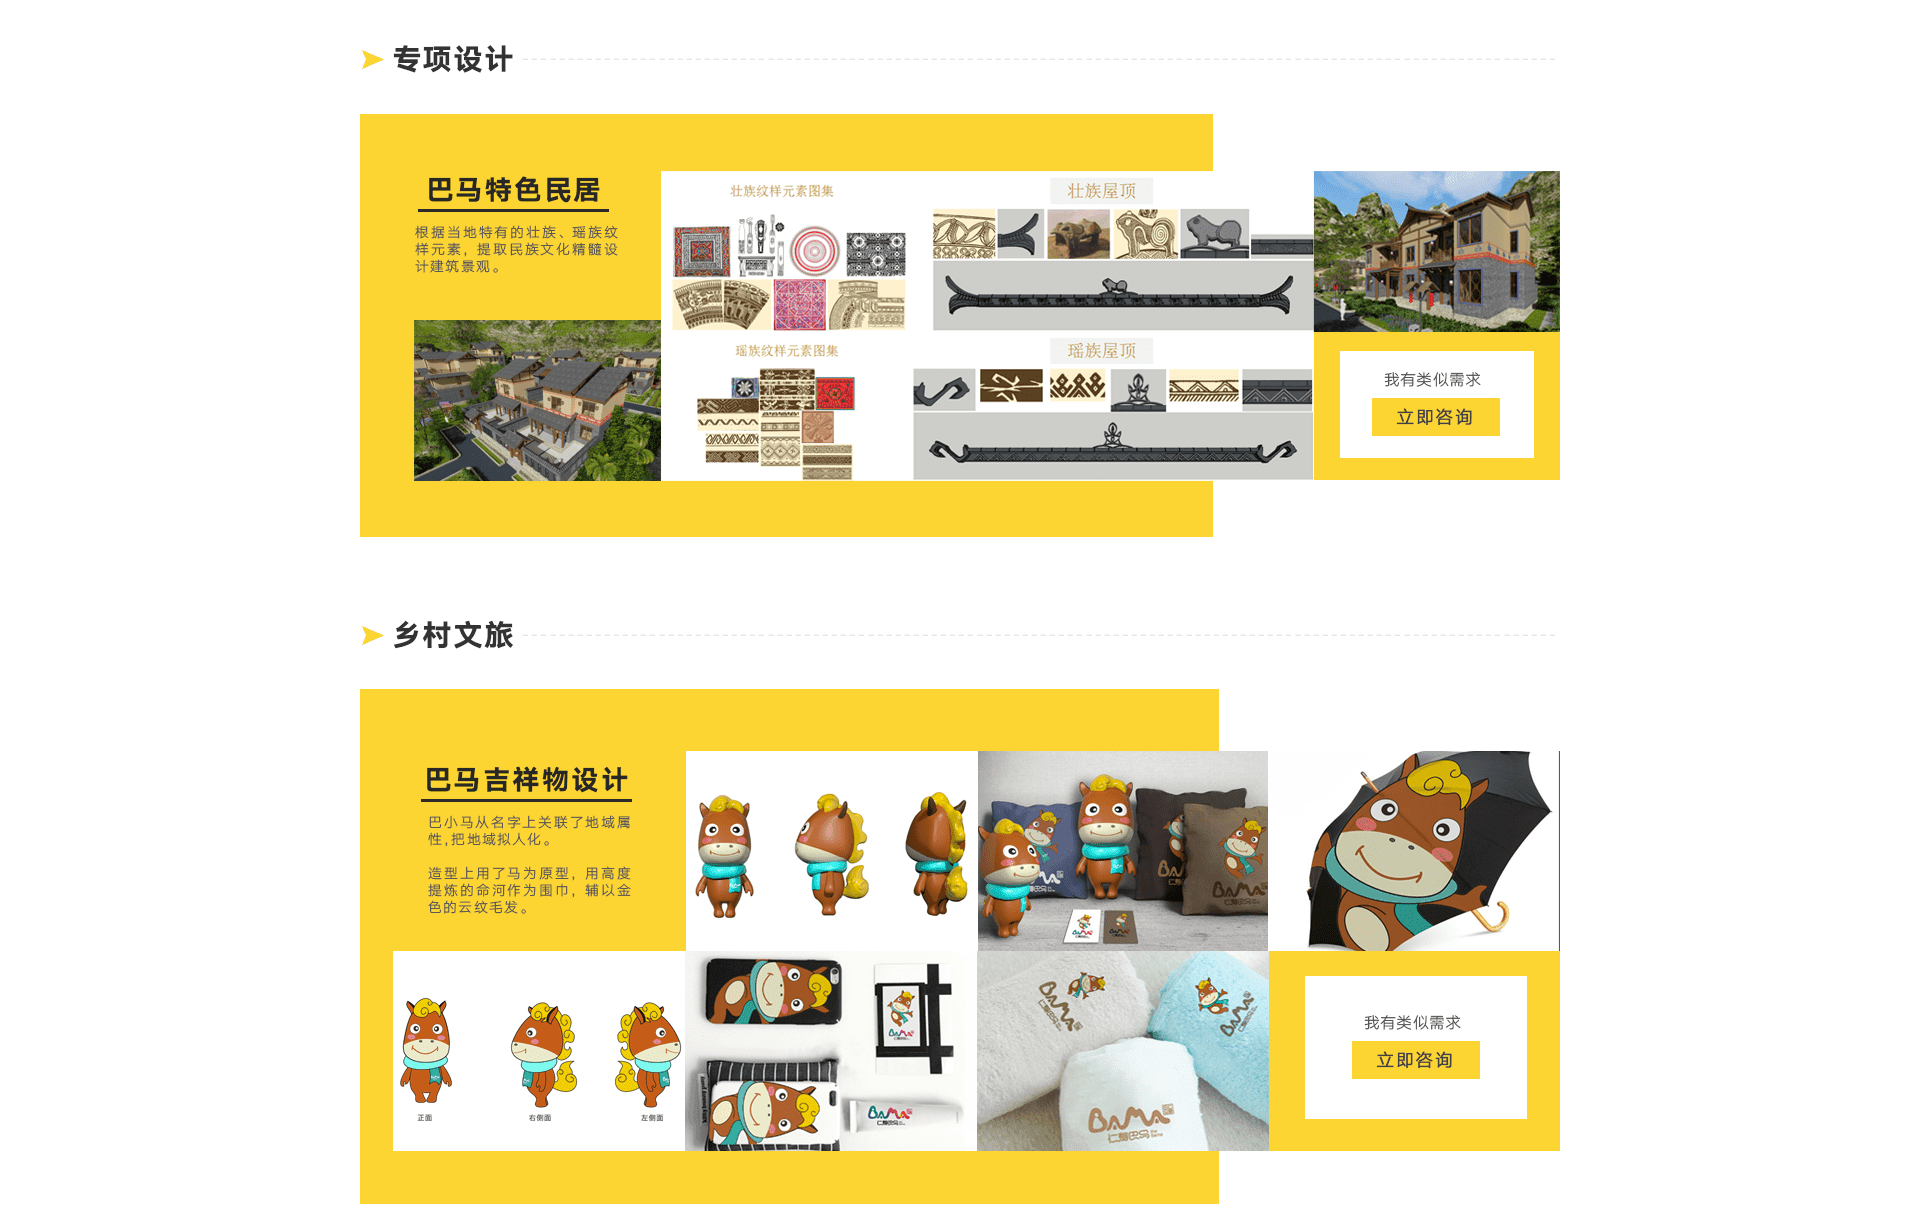 专项设计
巴马特色民居
根据当地特有的壮族、瑶族纹
样元素，提取民族文化精髓设
计建筑景观。
壮族纹样元素图集
壮族屋顶
瑶族纹样元素图集
瑶族屋顶
我有类似需求
立即咨询
乡村文旅
巴马吉祥物设计
巴小马从名字上关联了地域属
性,把地域拟人化。
造型上用了马为原型，用高度
提炼的命河作为围巾，辅以金
色的云纹毛发。
正面
右侧面
左侧面
BAMA
BAMA
BAMA
BAMA
我有类似需求
立即咨询